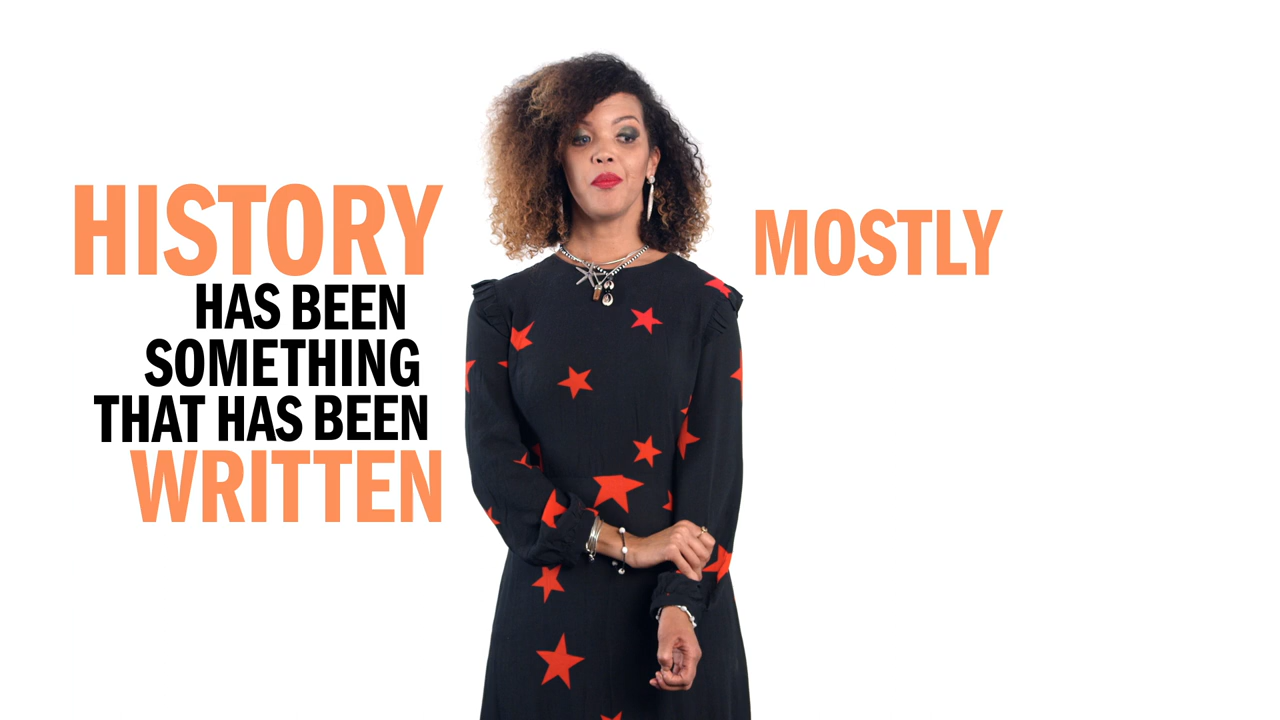 HISTORY
HAS BEEN
SOMETHING
THAT HAS BEEN
WRITTEN
MOSTLY